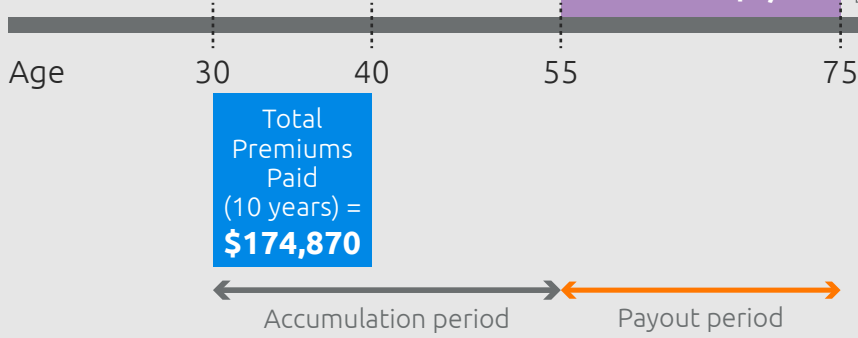 Age 30 40 55 75
Total
Premiums
Paid
(10 years) =
$174,870
Accumulation period Payout period